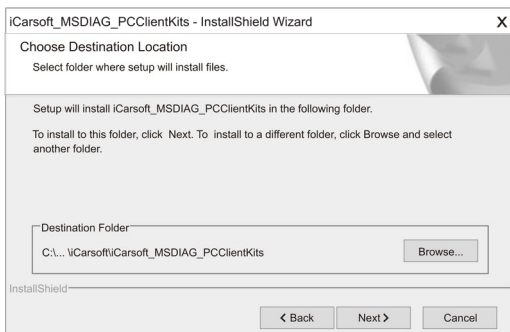 iCarsoft_MSDIAG_PCClientKits - InstallShield Wizard X
Choose Destination Location
Select folder where setup will install files.
Setup will install iCarsoft_MSDIAG_PCClientKits in the following folder.
To install to this folder, click Next. To install to a different folder, click Browse and select
another folder.
Destination Folder
C:\... \iCarsoft\iCarsoft_MSDIAG_PCClientKits Browse...
InstallShield
< Back Next > Cancel